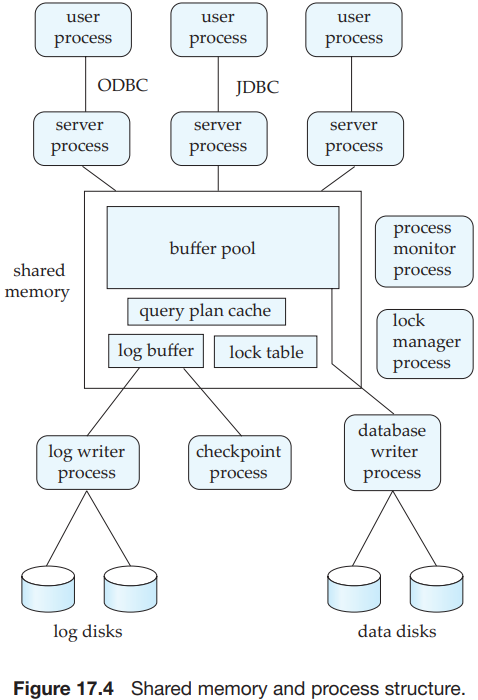 user
process
user
process
user
process
ODBC
JDBC
server
process
server
process
server
process
buffer pool
shared
memory
process
monitor
process
query plan cache
log buffer
lock table
lock
manager
process
log writer
process
checkpoint
process
database
writer
process
log disks
data disks
Figure 17.4 Shared memory and process structure.